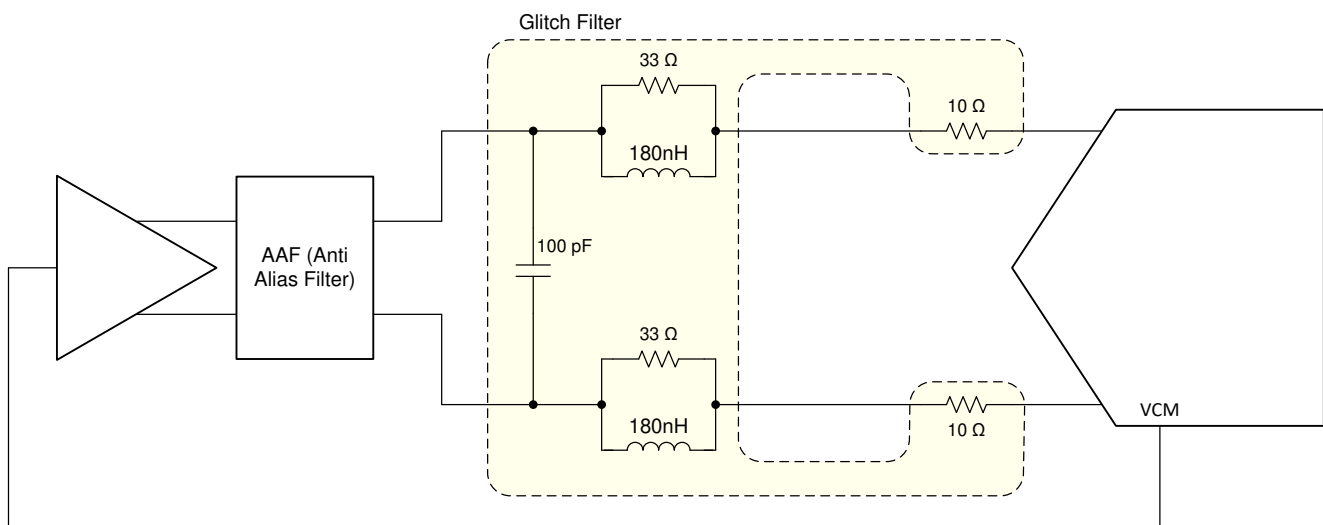 Glitch Filter
33 Ω
180nH
10 Ω
AAF (Anti
Alias Filter)
100 pF
33 Ω
180nH
10 Ω
VCM